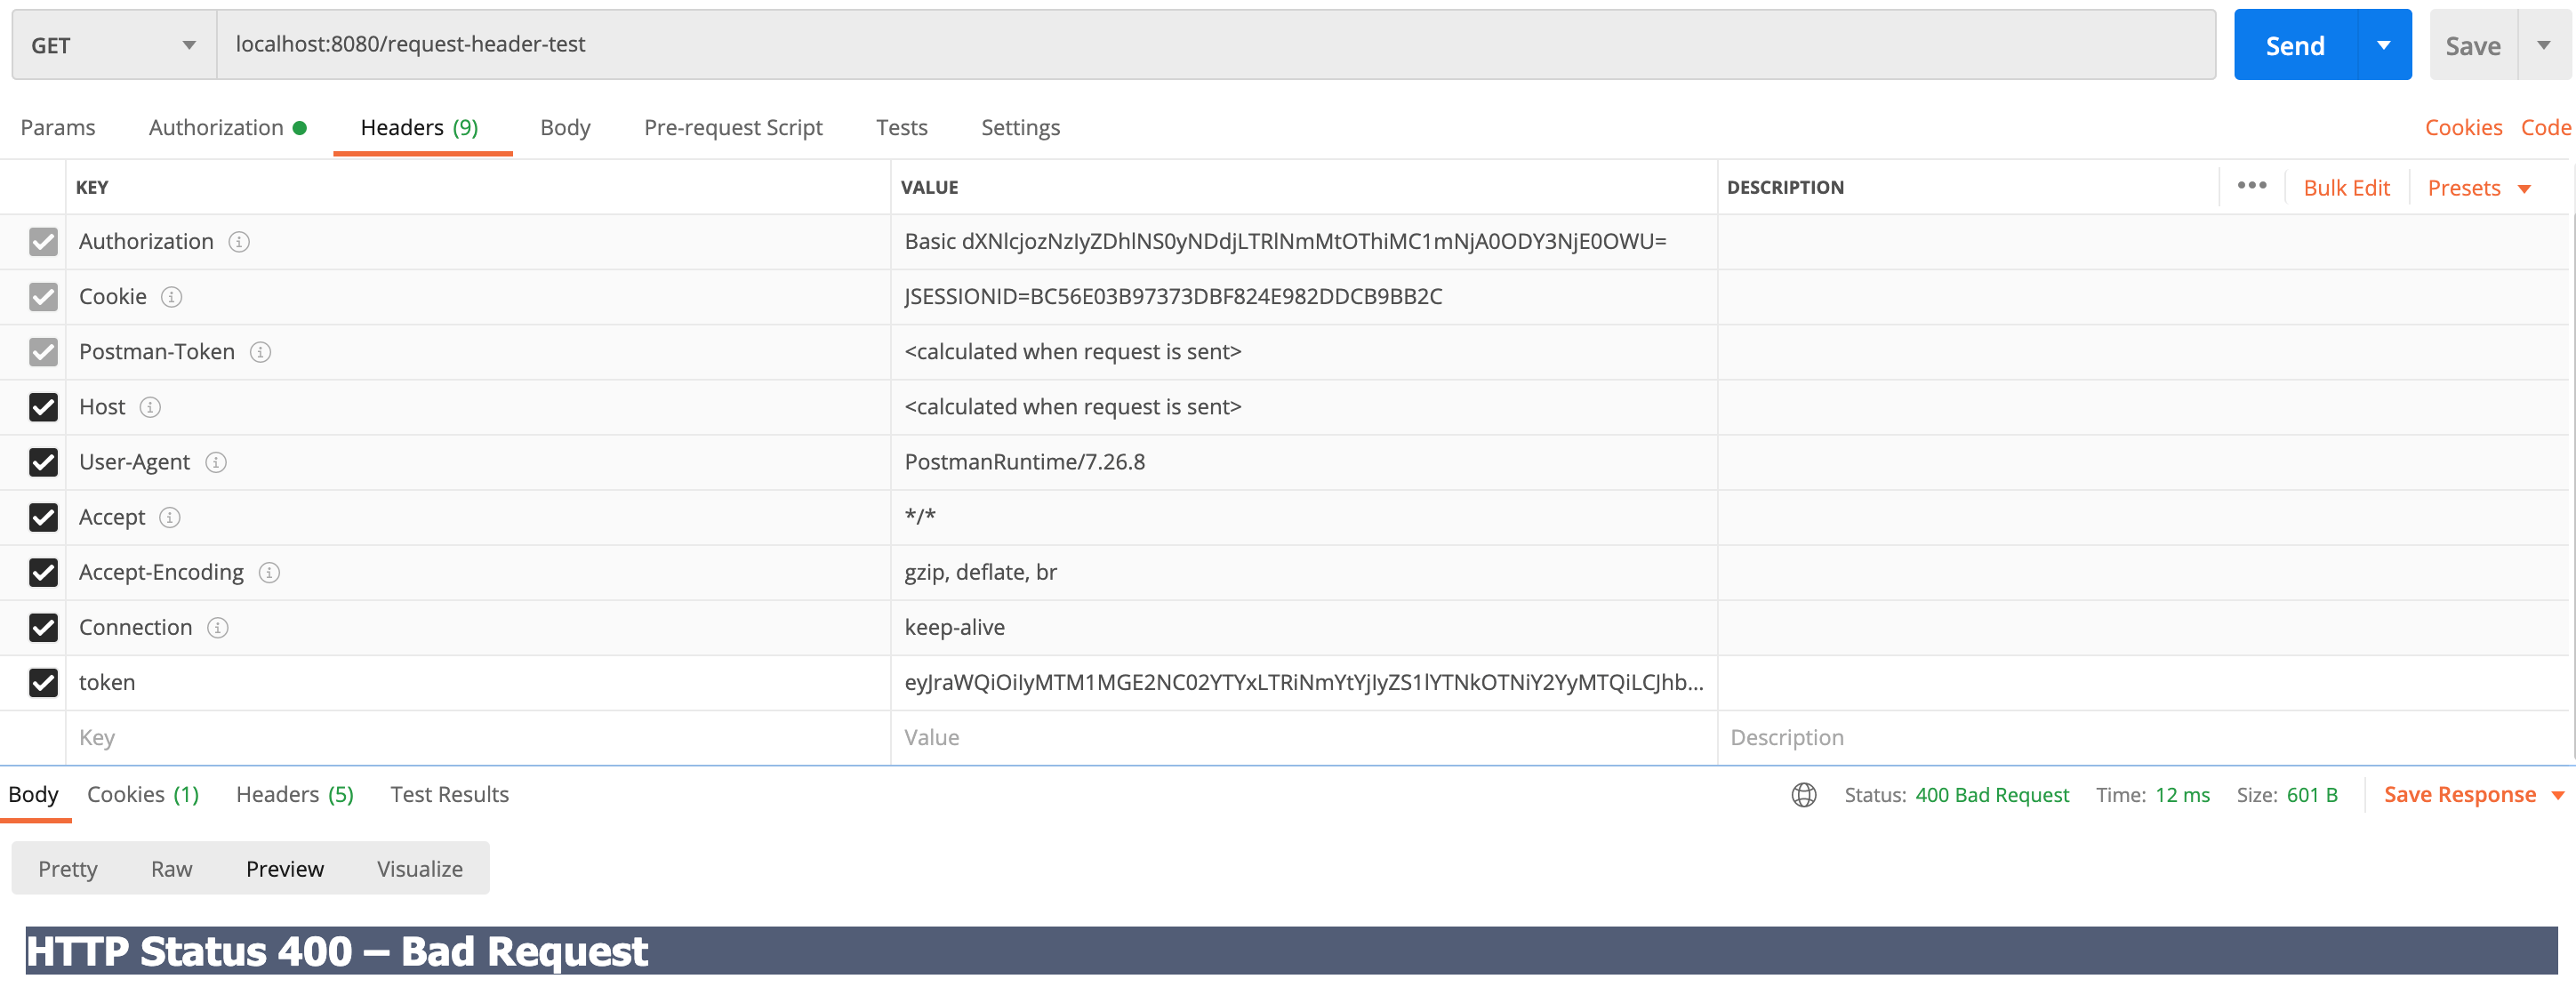 GET localhost:8080/request-header-test Send Save
Params Authorization Headers (9) Body Pre-request Script Tests Settings Cookies Code
KEY VALUE DESCRIPTION ••• Bulk Edit Presets
Authorization Basic dXNlcjozNzIyZDhlNS0yNDdjLTRlNmMtOThiMC1mNjA0ODY3NjE0OWU=
Cookie JSESSIONID=BC56E03B97373DBF824E982DDCB9BB2C
Postman-Token <calculated when request is sent>
Host <calculated when request is sent>
User-Agent PostmanRuntime/7.26.8
Accept */*
Accept-Encoding gzip, deflate, br
Connection keep-alive
token eyJraWQiOiIyMTM1MGE2NC02YTYxLTRiNmYtYjIyZS1lYTNkOTNiY2YyMTQiLCJhb...
Key Value Description
Body Cookies (1) Headers (5) Test Results Status: 400 Bad Request Time: 12 ms Size: 601 B Save Response
Pretty Raw Preview Visualize
HTTP Status 400 – Bad Request